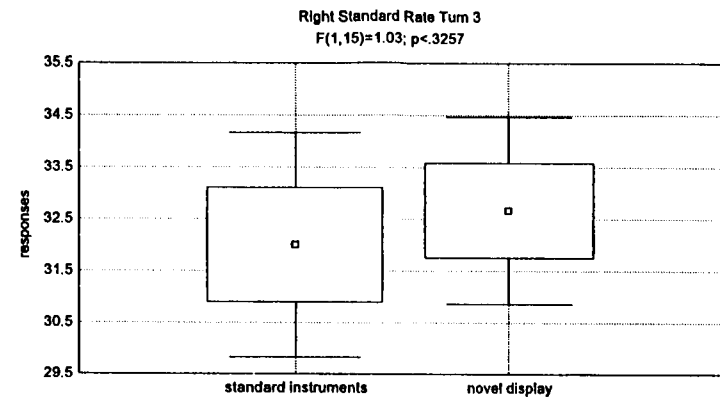 Right Standard Rate Turn 3
F(1,15)=1.03; p<.3257
35.5
34.5
33.5
32.5
31.5
30.5
29.5
responses
standard instruments
novel display